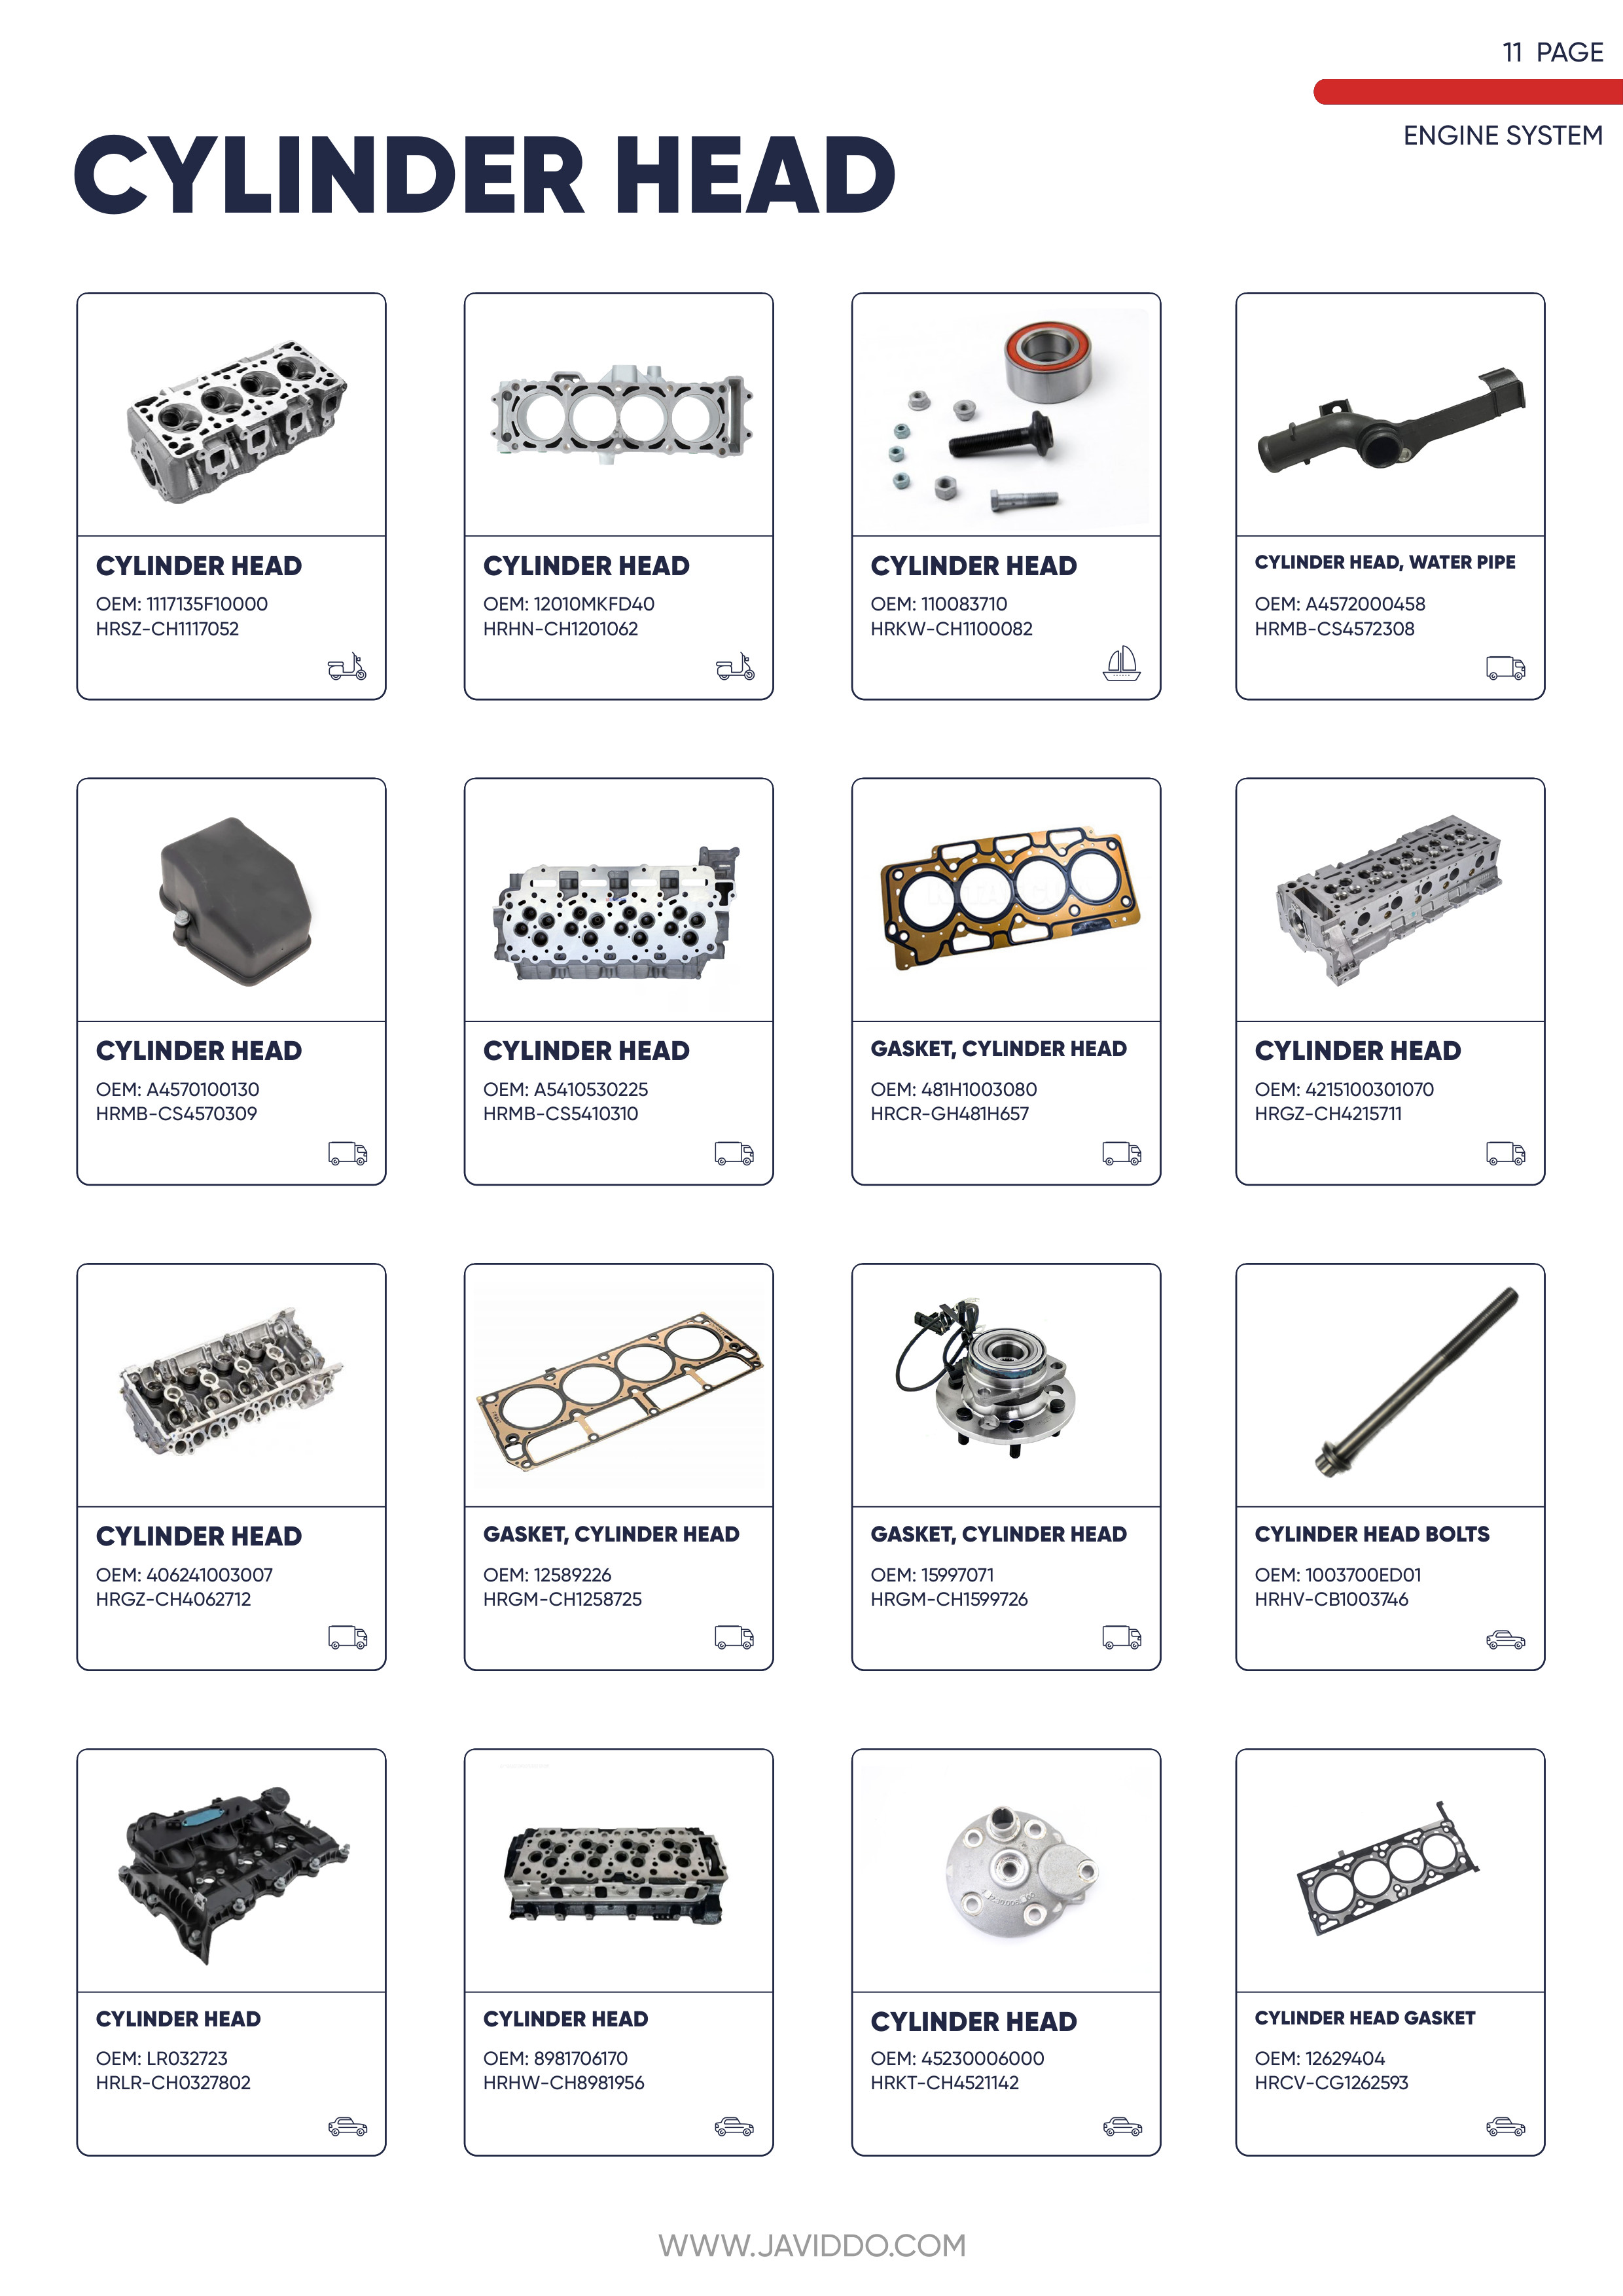 11 PAGE
ENGINE SYSTEM
CYLINDER HEAD
CYLINDER HEAD
OEM: 1117135F10000
HRSZ-CH1117052
CYLINDER HEAD
OEM: 12010MKFD40
HRHN-CH1201062
CYLINDER HEAD
OEM: 110083710
HRKW-CH1100082
CYLINDER HEAD, WATER PIPE
OEM: A4572000458
HRMB-CS4572308
CYLINDER HEAD
OEM: A4570100130
HRMB-CS4570309
CYLINDER HEAD
OEM: A5410530225
HRMB-CS5410310
GASKET, CYLINDER HEAD
OEM: 481H1003080
HRCR-GH481H657
CYLINDER HEAD
OEM: 4215100301070
HRGZ-CH4215711
CYLINDER HEAD
OEM: 406241003007
HRGZ-CH4062712
GASKET, CYLINDER HEAD
OEM: 12589226
HRGM-CH1258725
GASKET, CYLINDER HEAD
OEM: 15997071
HRGM-CH1599726
CYLINDER HEAD BOLTS
OEM: 1003700ED01
HRHV-CB1003746
CYLINDER HEAD
OEM: LR032723
HRLR-CH0327802
CYLINDER HEAD
OEM: 8981706170
HRHW-CH8981956
CYLINDER HEAD
OEM: 45230006000
HRKT-CH4521142
CYLINDER HEAD GASKET
OEM: 12629404
HRCV-CG1262593
WWW.JAVIDDO.COM